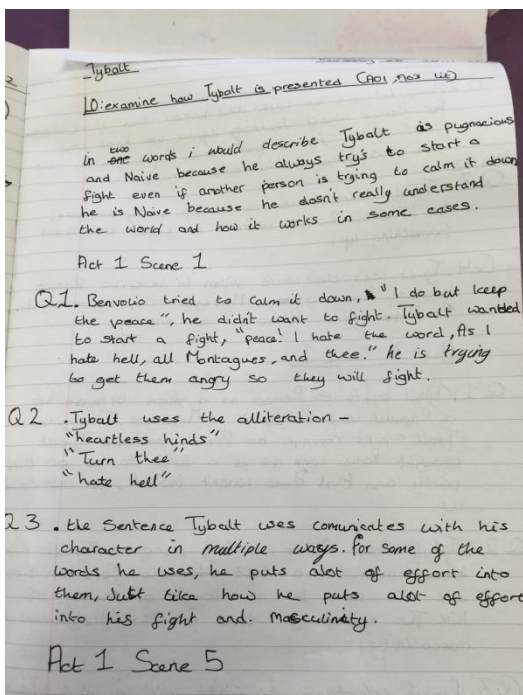 Tybalt
LO: examine how Tybalt is presented (AO1, AO2 lit)
in two words i would describe Tybalt as pugnacious
and Naive because he always try's to start a
fight even if another person is trying to calm it down
he is Naive because he dosn't really understand
the world and how it works in some cases.
Act 1 Scene 1
Q1. Benvolio tried to calm it down, "I do but keep
the peace", he didn't want to fight. Tybalt wanted
to start a fight, "peace! I hate the word, As I
hate hell, all Montagues, and thee." he is trying
to get them angry so they will fight.
Q2 . Tybalt uses the alliteration -
"heartless hinds"
"Turn thee"
"hate hell"
Q3 . the Sentence Tybalt uses comunicates with his
character in multiple ways. for some of the
words he uses, he puts alot of effort into
them, Just like how he puts alot of effort
into his fight and. masculinity.
Act 1 Scene 5